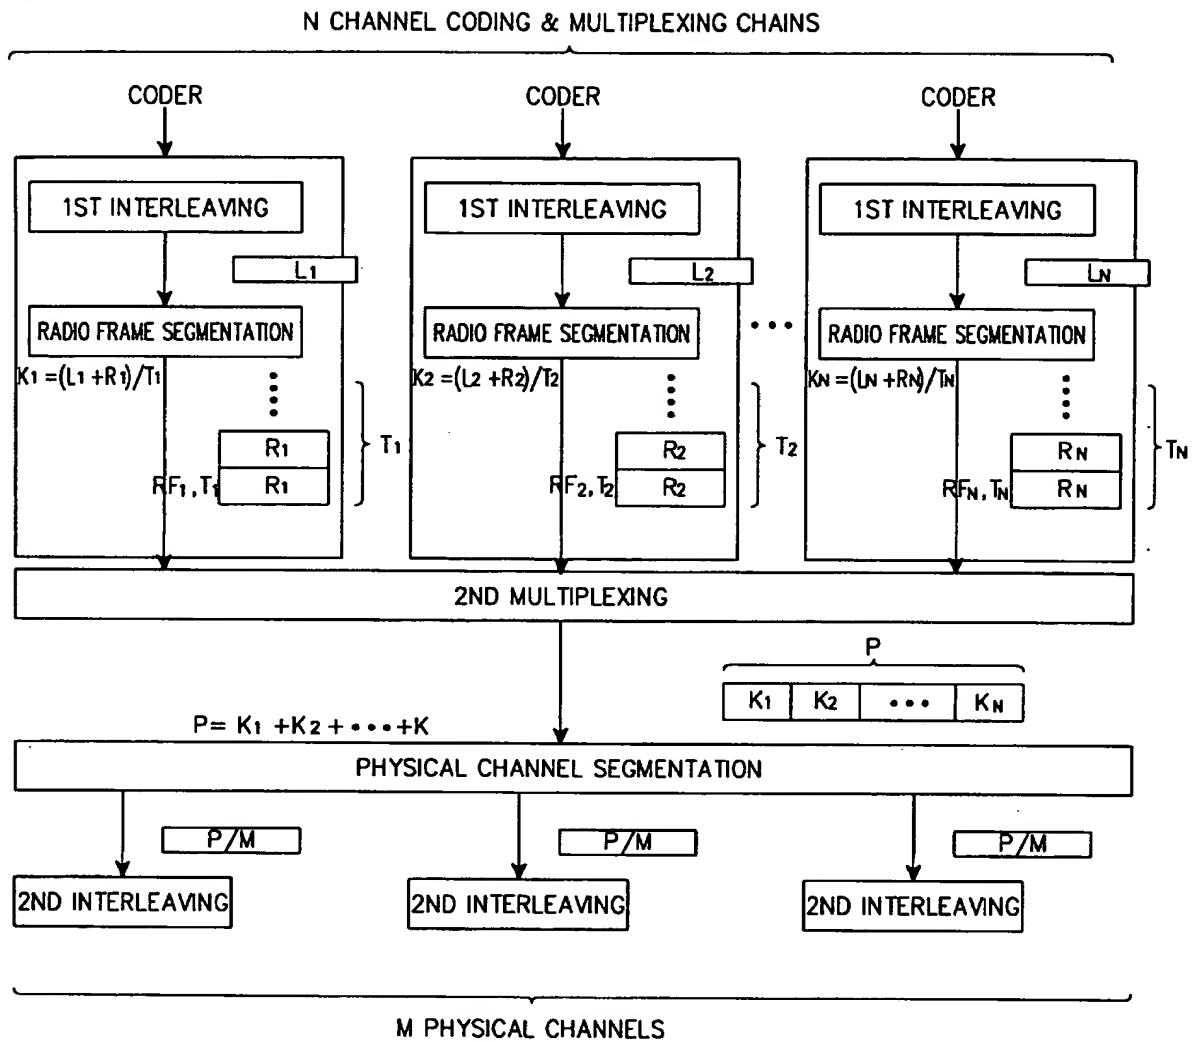 N CHANNEL CODING & MULTIPLEXING CHAINS
CODER CODER CODER
1ST INTERLEAVING 1ST INTERLEAVING 1ST INTERLEAVING
L1 L2 LN
RADIO FRAME SEGMENTATION RADIO FRAME SEGMENTATION ••• RADIO FRAME SEGMENTATION
K1 =(L1 +R1)/T1 K2 =(L2 +R2)/T2 KN =(LN +RN)/TN
R1 T1 R2 T2 RN TN
RF1, T1 R1 RF2, T2 R2 RFN, TN RN
2ND MULTIPLEXING
P
K1 K2 ••• KN
P= K1 +K2 + ••• +K
PHYSICAL CHANNEL SEGMENTATION
P/M P/M P/M
2ND INTERLEAVING 2ND INTERLEAVING 2ND INTERLEAVING
M PHYSICAL CHANNELS